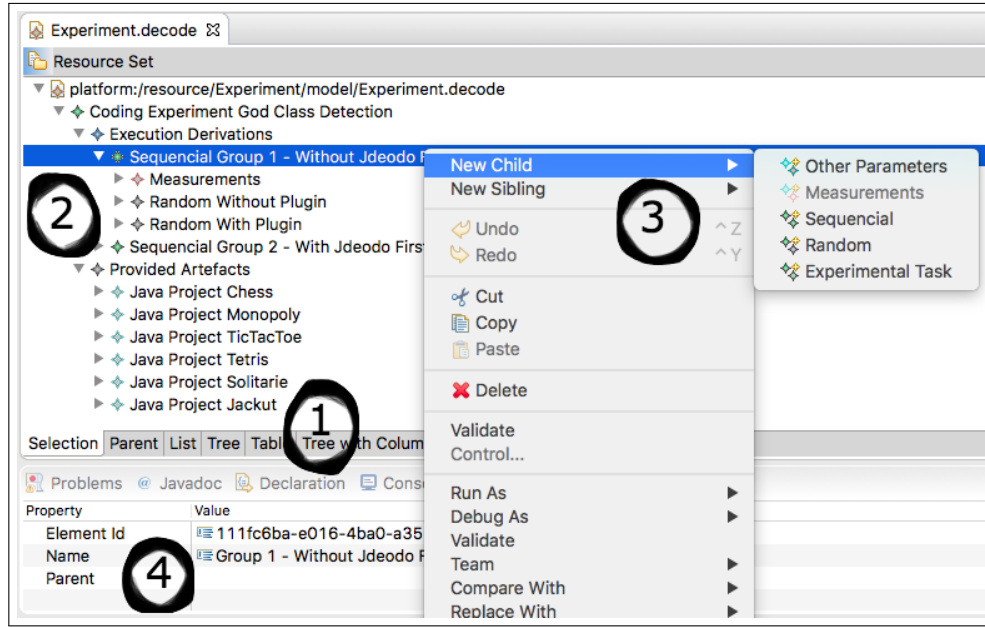 Experiment.decode
Resource Set
platform:/resource/Experiment/model/Experiment.decode
Coding Experiment God Class Detection
Execution Derivations
Sequencial Group 1 - Without Jdeodo F
Measurements
Random Without Plugin
Random With Plugin
Sequencial Group 2 - With Jdeodo First
Provided Artefacts
Java Project Chess
Java Project Monopoly
Java Project TicTacToe
Java Project Tetris
Java Project Solitarie
Java Project Jackut
2
1
Selection Parent List Tree Table Tree with Colum
Problems @ Javadoc Declaration Cons
Property Value
Element Id 111fc6ba-e016-4ba0-a35
Name Group 1 - Without Jdeodo F
Parent
4
New Child
New Sibling
3
Undo ^Z
Redo ^Y
Cut
Copy
Paste
Delete
Validate
Control...
Run As
Debug As
Validate
Team
Compare With
Replace With
Other Parameters
Measurements
Sequencial
Random
Experimental Task